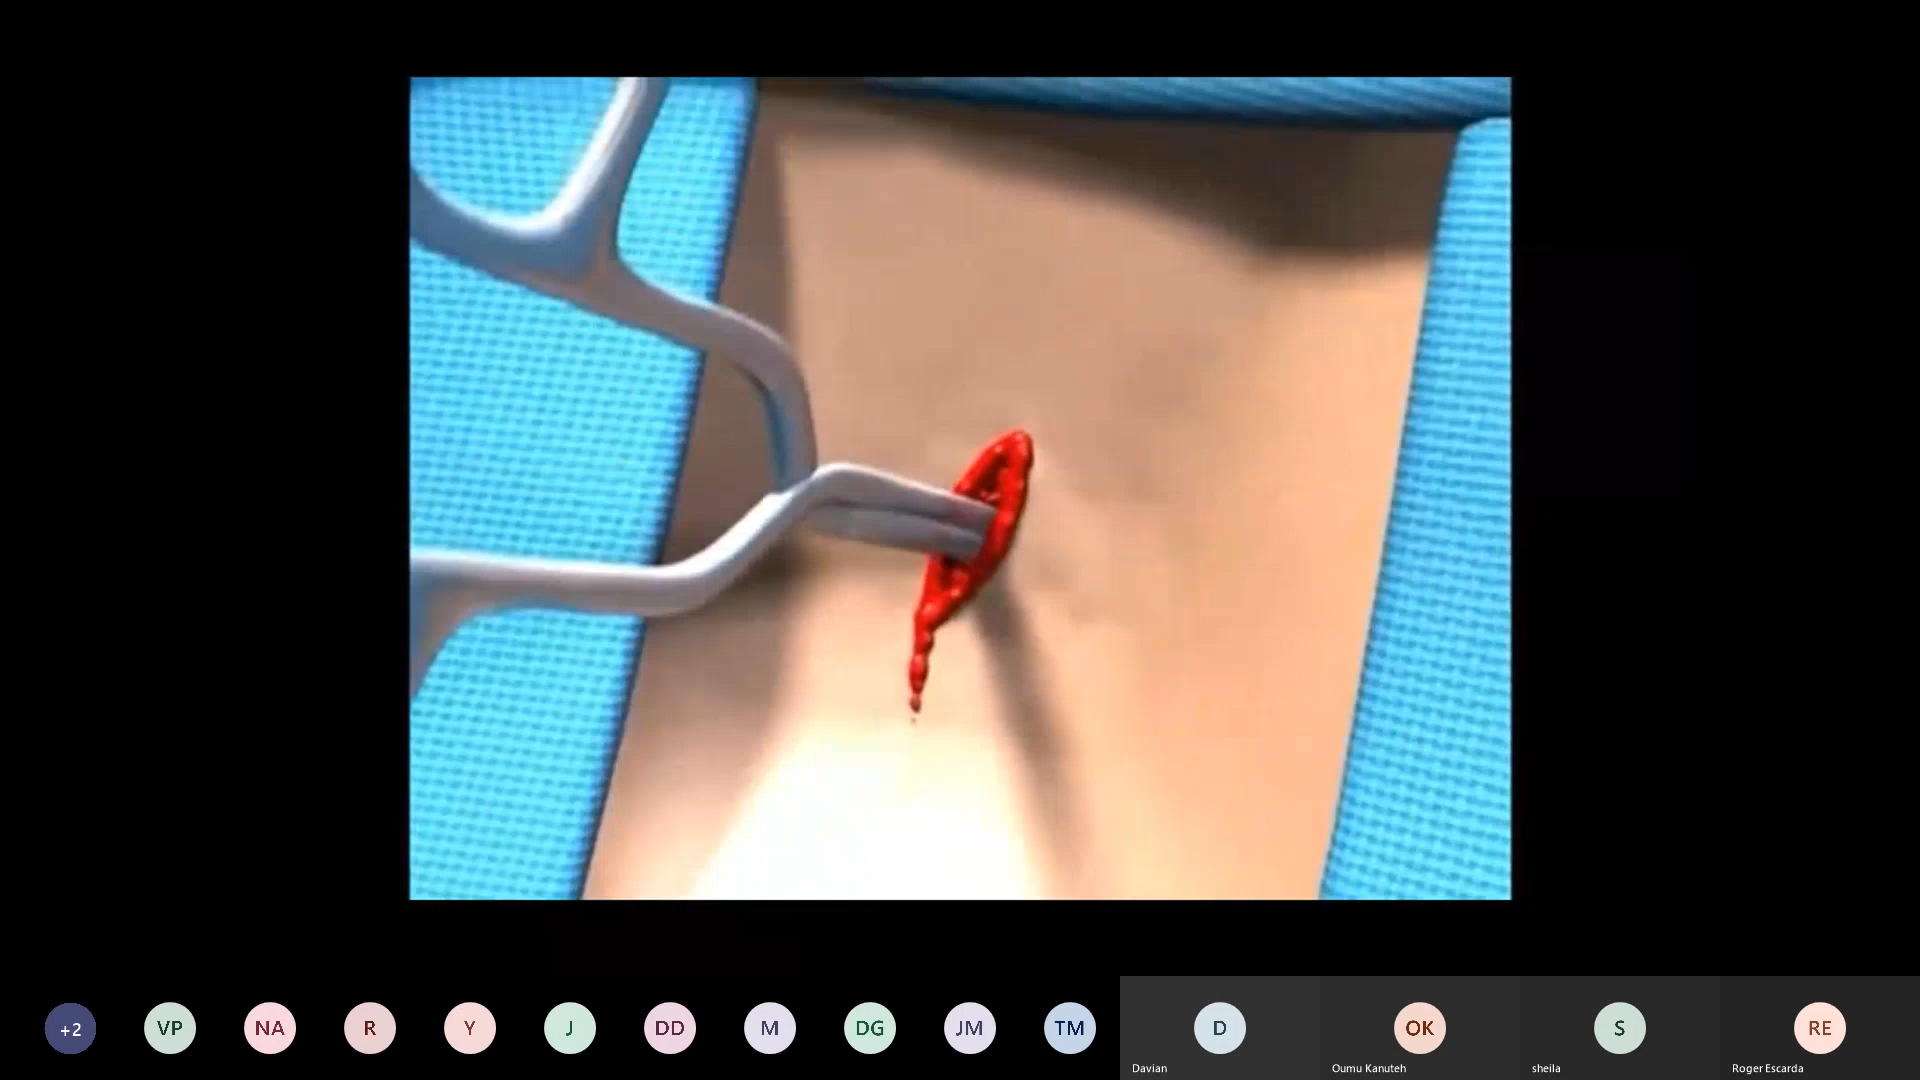 +2 VP NA R Y J DD M DG JM TM D OK S RE
Davian Oumu Kanuteh sheila Roger Escarda